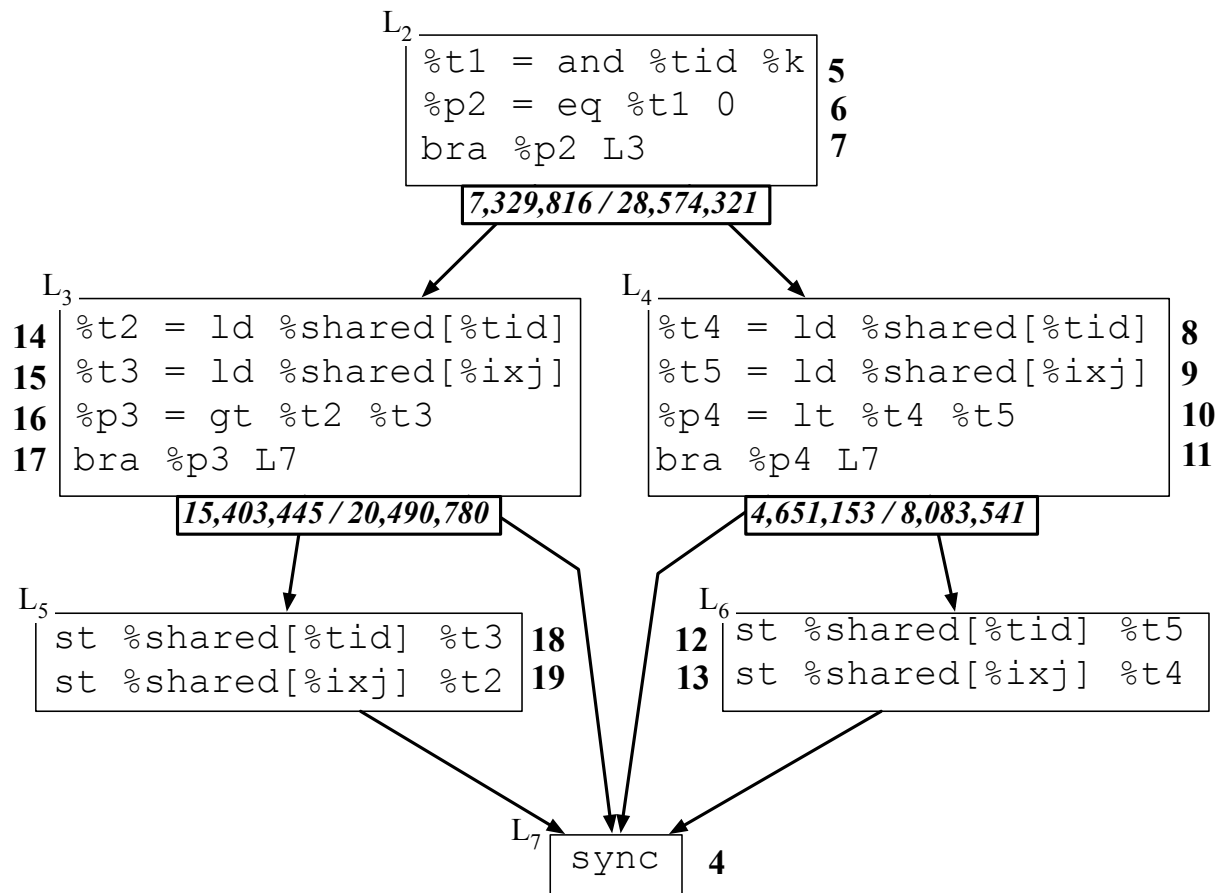 L2
%t1 = and %tid %k 5
%p2 = eq %t1 0 6
bra %p2 L3 7
7,329,816 / 28,574,321
L3
14 %t2 = ld %shared[%tid]
15 %t3 = ld %shared[%ixj]
16 %p3 = gt %t2 %t3
17 bra %p3 L7
15,403,445 / 20,490,780
L4
%t4 = ld %shared[%tid] 8
%t5 = ld %shared[%ixj] 9
%p4 = lt %t4 %t5 10
bra %p4 L7 11
4,651,153 / 8,083,541
L5
st %shared[%tid] %t3 18
st %shared[%ixj] %t2 19
L6
12 st %shared[%tid] %t5
13 st %shared[%ixj] %t4
L7
sync 4